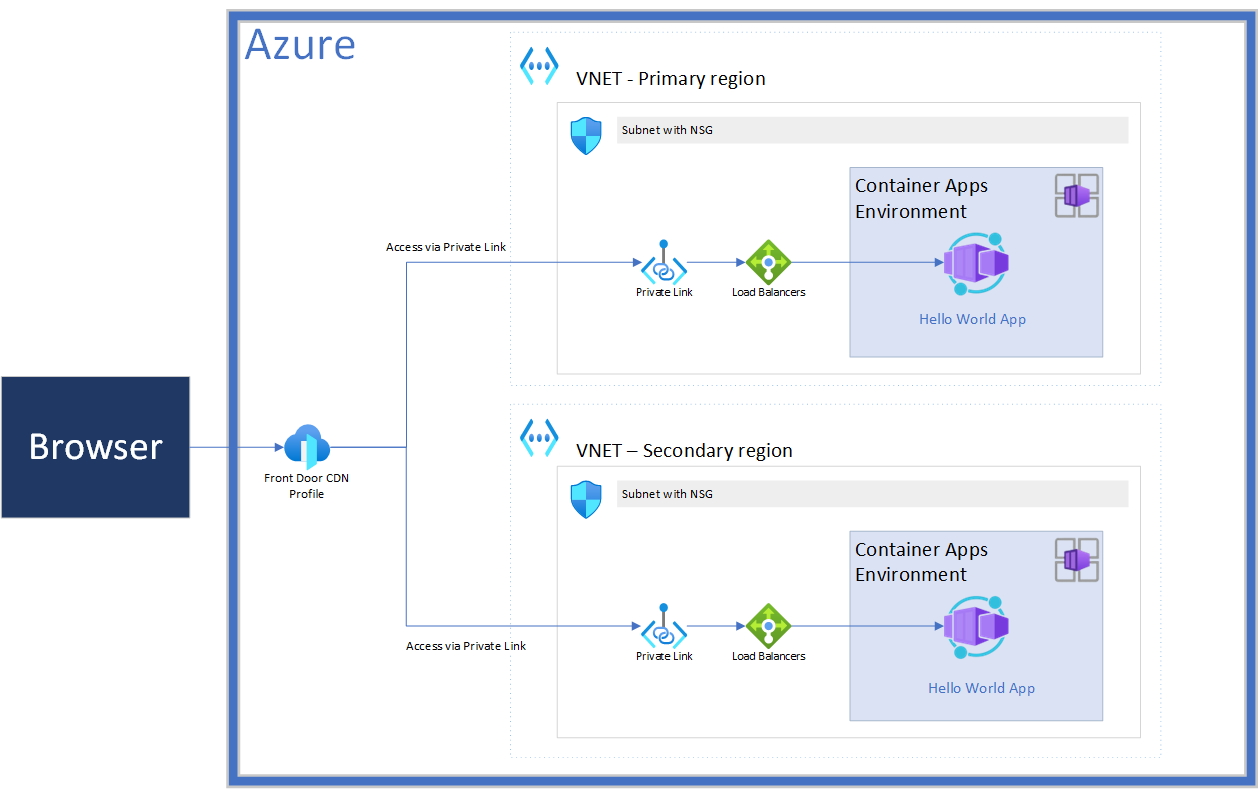 Azure
VNET - Primary region
Subnet with NSG
Container Apps
Environment
Access via Private Link
Private Link
Load Balancers
Hello World App
Browser
Front Door CDN
Profile
VNET – Secondary region
Subnet with NSG
Container Apps
Environment
Access via Private Link
Private Link
Load Balancers
Hello World App